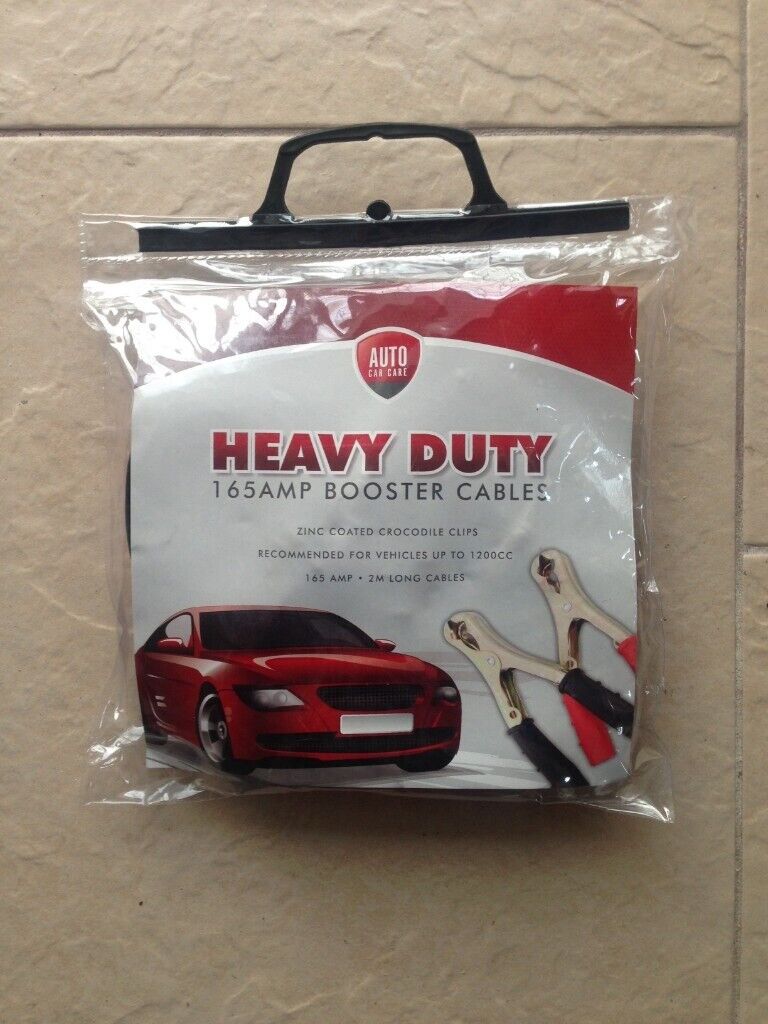 AUTO
CAR CARE
HEAVY DUTY
165AMP BOOSTER CABLES
ZINC COATED CROCODILE CLIPS
RECOMMENDED FOR VEHICLES UP TO 1200CC
165 AMP • 2M LONG CABLES